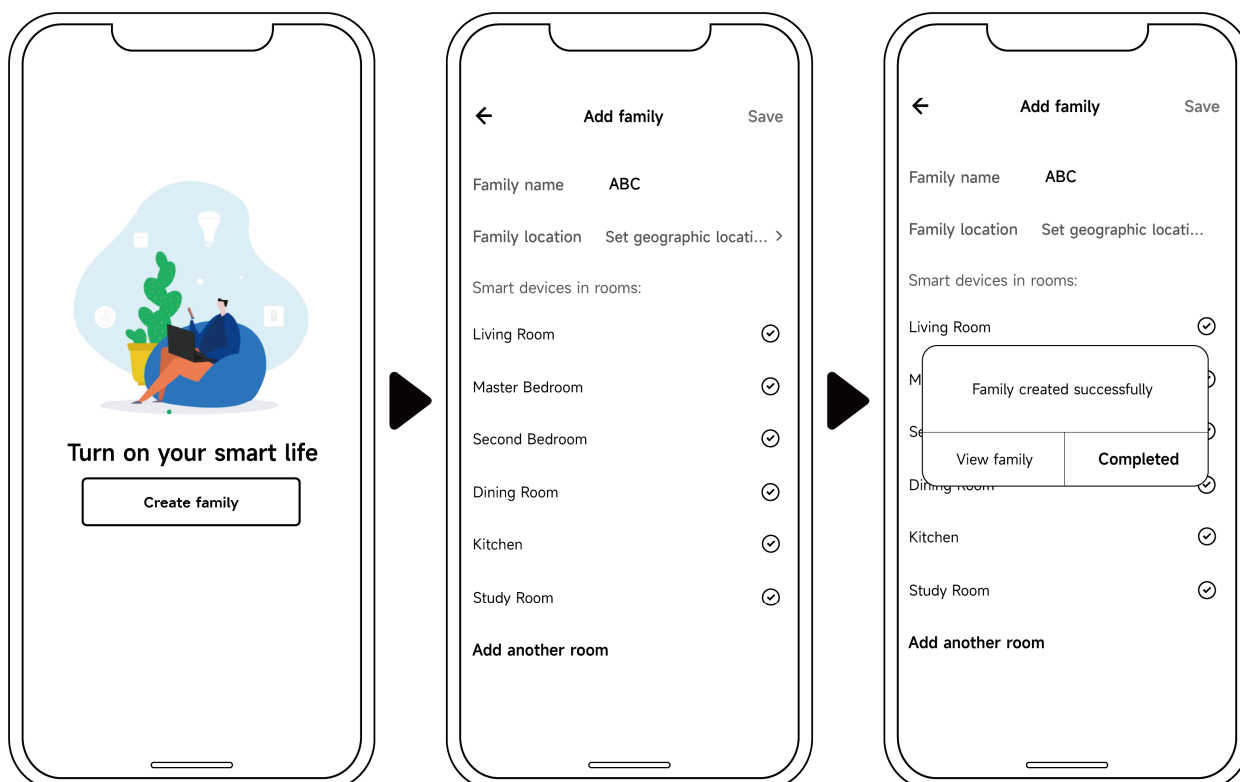 Turn on your smart life
Create family
Add family Save
Family name ABC
Family location Set geographic locati...
Smart devices in rooms:
Living Room
Master Bedroom
Second Bedroom
Dining Room
Kitchen
Study Room
Add another room
Add family Save
Family name ABC
Family location Set geographic locati...
Smart devices in rooms:
Living Room
M
Family created successfully
Se
View family Completed
Dining Room
Kitchen
Study Room
Add another room